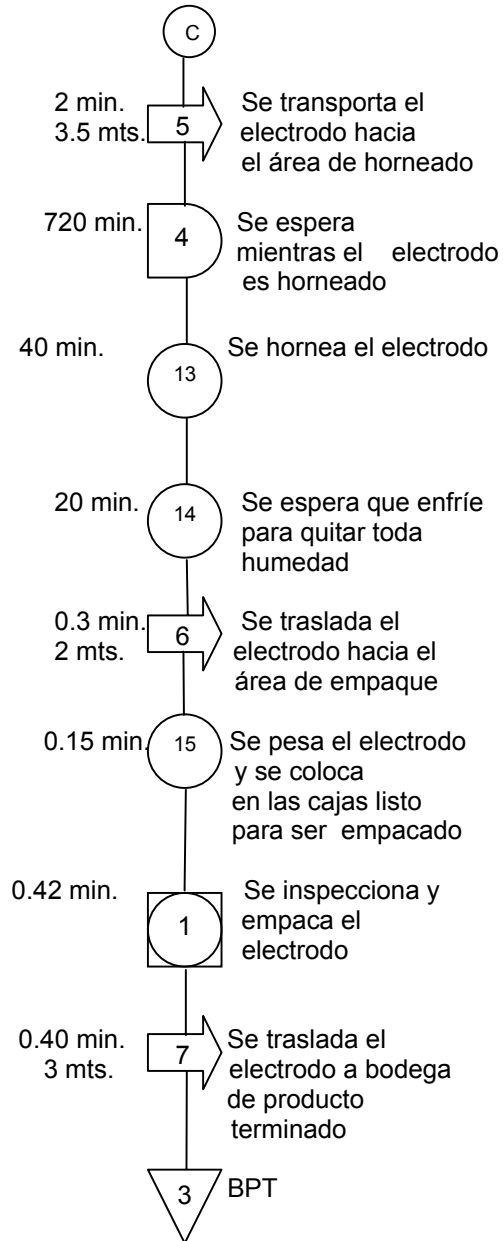 C
2 min.
3.5 mts.
5
Se transporta el
electrodo hacia
el área de horneado
720 min.
4
Se espera
mientras el electrodo
es horneado
40 min.
13
Se hornea el electrodo
20 min.
14
Se espera que enfríe
para quitar toda
humedad
0.3 min.
2 mts.
6
Se traslada el
electrodo hacia el
área de empaque
0.15 min.
15
Se pesa el electrodo
y se coloca
en las cajas listo
para ser empacado
0.42 min.
1
Se inspecciona y
empaca el
electrodo
0.40 min.
3 mts.
7
Se traslada el
electrodo a bodega
de producto
terminado
3
BPT